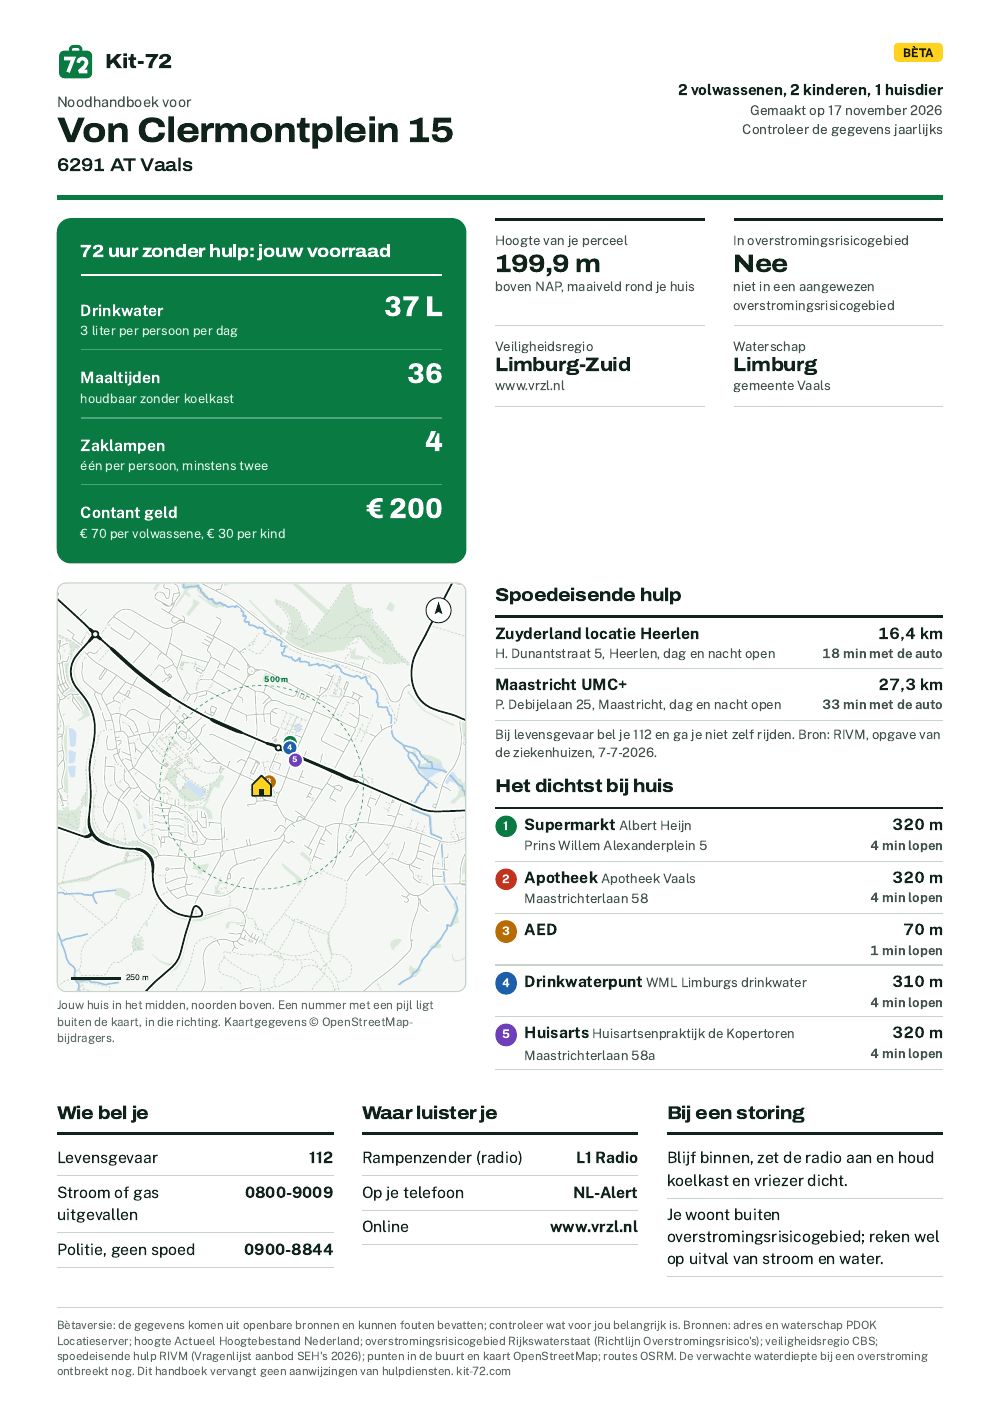 72 Kit-72
BÈTA
Noodhandboek voor
Von Clermontplein 15
6291 AT Vaals
2 volwassenen, 2 kinderen, 1 huisdier
Gemaakt op 17 november 2026
Controleer de gegevens jaarlijks
72 uur zonder hulp: jouw voorraad
Drinkwater 37 L
3 liter per persoon per dag
Maaltijden 36
houdbaar zonder koelkast
Zaklampen 4
één per persoon, minstens twee
Contant geld € 200
€ 70 per volwassene, € 30 per kind
Hoogte van je perceel
199,9 m
boven NAP, maaiveld rond je huis
In overstromingsrisicogebied
Nee
niet in een aangewezen
overstromingsrisicogebied
Veiligheidsregio
Limburg-Zuid
www.vrzl.nl
Waterschap
Limburg
gemeente Vaals
500m
4
5
250 m
Jouw huis in het midden, noorden boven. Een nummer met een pijl ligt
buiten de kaart, in die richting. Kaartgegevens © OpenStreetMap-
bijdragers.
Spoedeisende hulp
Zuyderland locatie Heerlen 16,4 km
H. Dunantstraat 5, Heerlen, dag en nacht open 18 min met de auto
Maastricht UMC+ 27,3 km
P. Debijelaan 25, Maastricht, dag en nacht open 33 min met de auto
Bij levensgevaar bel je 112 en ga je niet zelf rijden. Bron: RIVM, opgave van
de ziekenhuizen, 7-7-2026.
Het dichtst bij huis
1 Supermarkt Albert Heijn 320 m
Prins Willem Alexanderplein 5 4 min lopen
2 Apotheek Apotheek Vaals 320 m
Maastrichterlaan 58 4 min lopen
3 AED 70 m
1 min lopen
4 Drinkwaterpunt WML Limburgs drinkwater 310 m
4 min lopen
5 Huisarts Huisartsenpraktijk de Kopertoren 320 m
Maastrichterlaan 58a 4 min lopen
Wie bel je
Levensgevaar 112
Stroom of gas 0800-9009
uitgevallen
Politie, geen spoed 0900-8844
Waar luister je
Rampenzender (radio) L1 Radio
Op je telefoon NL-Alert
Online www.vrzl.nl
Bij een storing
Blijf binnen, zet de radio aan en houd
koelkast en vriezer dicht.
Je woont buiten
overstromingsrisicogebied; reken wel
op uitval van stroom en water.
Bètaversie: de gegevens komen uit openbare bronnen en kunnen fouten bevatten; controleer wat voor jou belangrijk is. Bronnen: adres en waterschap PDOK
Locatieserver; hoogte Actueel Hoogtebestand Nederland; overstromingsrisicogebied Rijkswaterstaat (Richtlijn Overstromingsrisico's); veiligheidsregio CBS;
spoedeisende hulp RIVM (Vragenlijst aanbod SEH's 2026); punten in de buurt en kaart OpenStreetMap; routes OSRM. De verwachte waterdiepte bij een overstroming
ontbreekt nog. Dit handboek vervangt geen aanwijzingen van hulpdiensten. kit-72.com